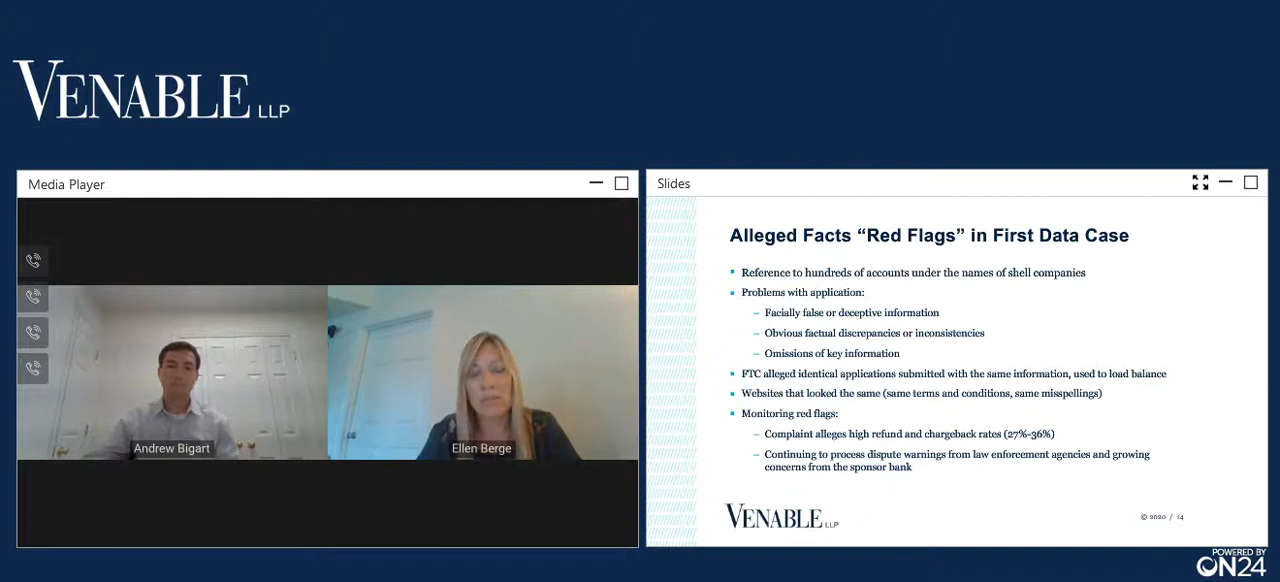 VENABLE LLP
Media Player
Andrew Bigart
Ellen Berge
Slides
Alleged Facts “Red Flags” in First Data Case
▪ Reference to hundreds of accounts under the names of shell companies
▪ Problems with application:
– Facially false or deceptive information
– Obvious factual discrepancies or inconsistencies
– Omissions of key information
▪ FTC alleged identical applications submitted with the same information, used to load balance
▪ Websites that looked the same (same terms and conditions, same misspellings)
▪ Monitoring red flags:
– Complaint alleges high refund and chargeback rates (27%-36%)
– Continuing to process dispute warnings from law enforcement agencies and growing
concerns from the sponsor bank
VENABLE LLP
© 2020 / 14
POWERED BY
ON24